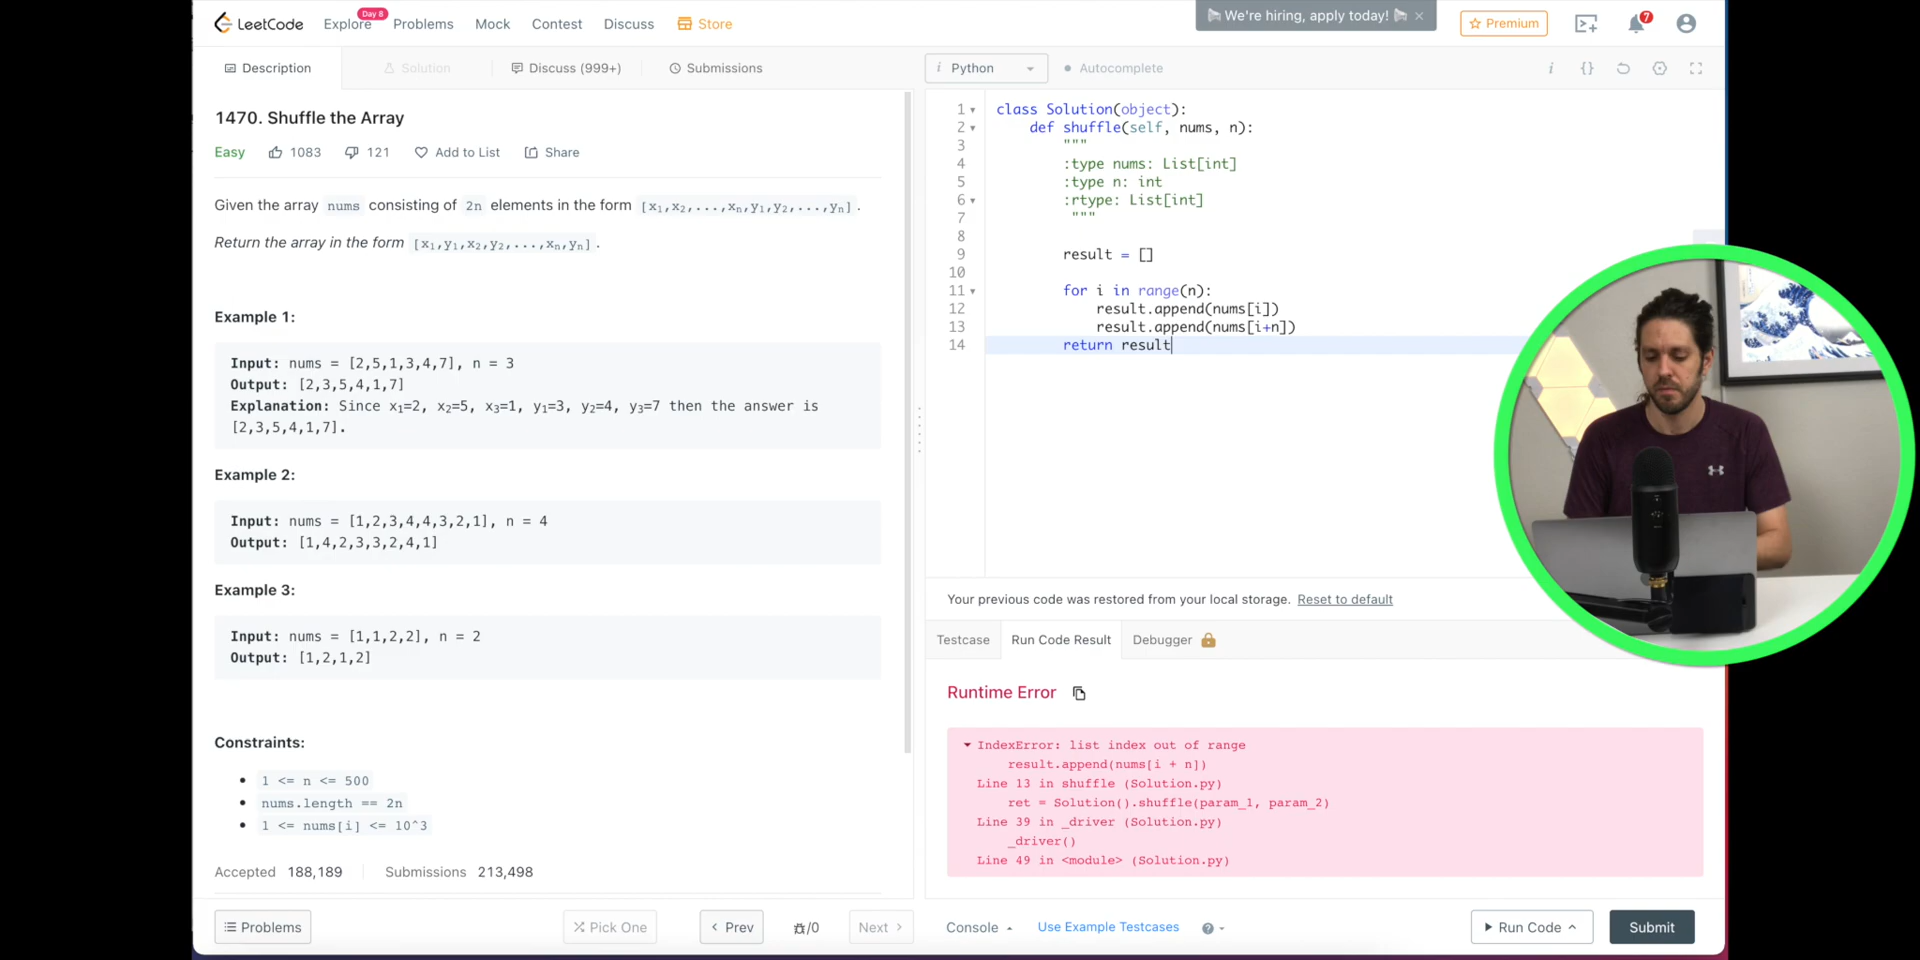 LeetCode
Explore
Day 8
Problems
Mock
Contest
Discuss
Store
We're hiring, apply today!
Premium
7
Description
Solution
Discuss (999+)
Submissions
1470. Shuffle the Array
Easy
1083
121
Add to List
Share
Given the array nums consisting of 2n elements in the form [x₁,x₂,...,xₙ,y₁,y₂,...,yₙ].
Return the array in the form [x₁,y₁,x₂,y₂,...,xₙ,yₙ].
Example 1:
Input: nums = [2,5,1,3,4,7], n = 3
Output: [2,3,5,4,1,7]
Explanation: Since x₁=2, x₂=5, x₃=1, y₁=3, y₂=4, y₃=7 then the answer is
[2,3,5,4,1,7].
Example 2:
Input: nums = [1,2,3,4,4,3,2,1], n = 4
Output: [1,4,2,3,3,2,4,1]
Example 3:
Input: nums = [1,1,2,2], n = 2
Output: [1,2,1,2]
Constraints:
1 <= n <= 500
nums.length == 2n
1 <= nums[i] <= 10^3
Accepted 188,189
Submissions 213,498
Problems
Pick One
Prev
/0
Next
i Python
Autocomplete
i {}
1 class Solution(object):
2 def shuffle(self, nums, n):
3 """
4 :type nums: List[int]
5 :type n: int
6 :rtype: List[int]
7 """
8
9 result = []
10
11 for i in range(n):
12 result.append(nums[i])
13 result.append(nums[i+n])
14 return result
Your previous code was restored from your local storage. Reset to default
Testcase
Run Code Result
Debugger
Runtime Error
IndexError: list index out of range
result.append(nums[i + n])
Line 13 in shuffle (Solution.py)
ret = Solution().shuffle(param_1, param_2)
Line 39 in _driver (Solution.py)
_driver()
Line 49 in <module> (Solution.py)
Console
Use Example Testcases
?
Run Code
Submit